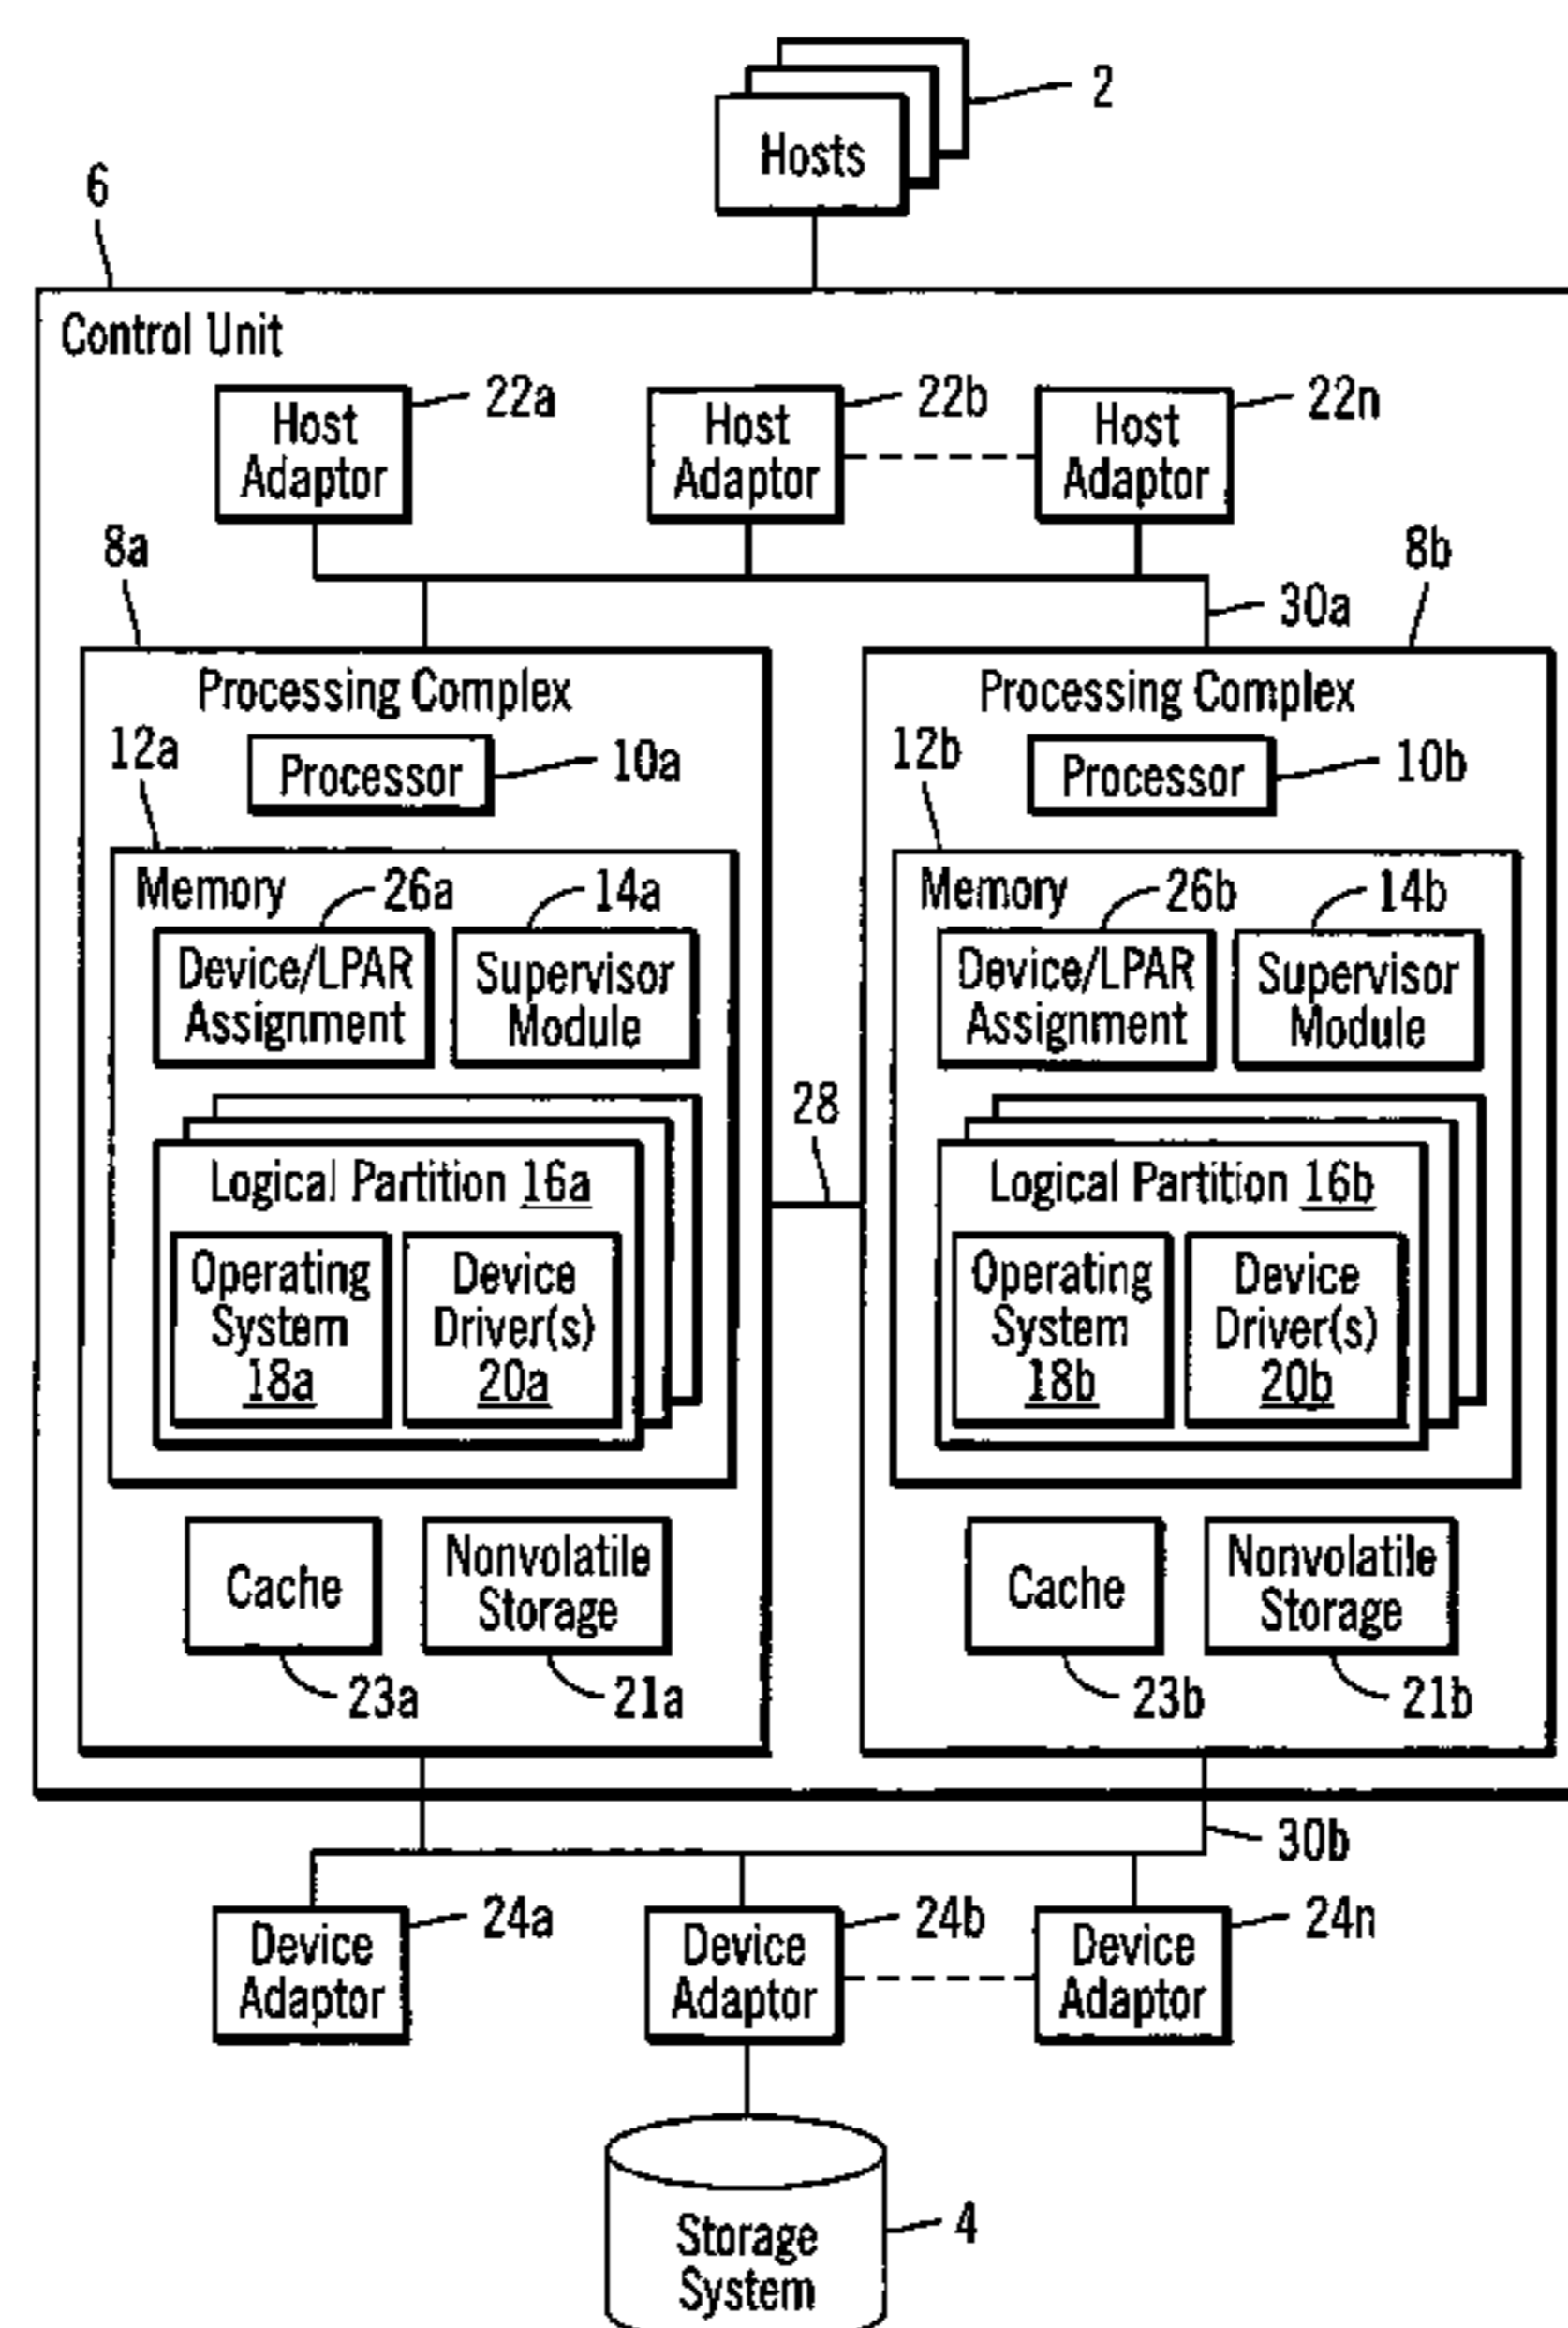 2
Hosts
6
Control Unit
22a
22b
22n
Host
Adaptor
Host
Adaptor
Host
Adaptor
8a
8b
30a
Processing Complex
12a
Processor
10a
Memory
26a
14a
Device/LPAR
Assignment
Supervisor
Module
Logical Partition 16a
Operating
System
18a
Device
Driver(s)
20a
Cache
Nonvolatile
Storage
23a
21a
28
Processing Complex
12b
Processor
10b
Memory
26b
14b
Device/LPAR
Assignment
Supervisor
Module
Logical Partition 16b
Operating
System
18b
Device
Driver(s)
20b
Cache
Nonvolatile
Storage
23b
21b
30b
24a
24b
24n
Device
Adaptor
Device
Adaptor
Device
Adaptor
4
Storage
System